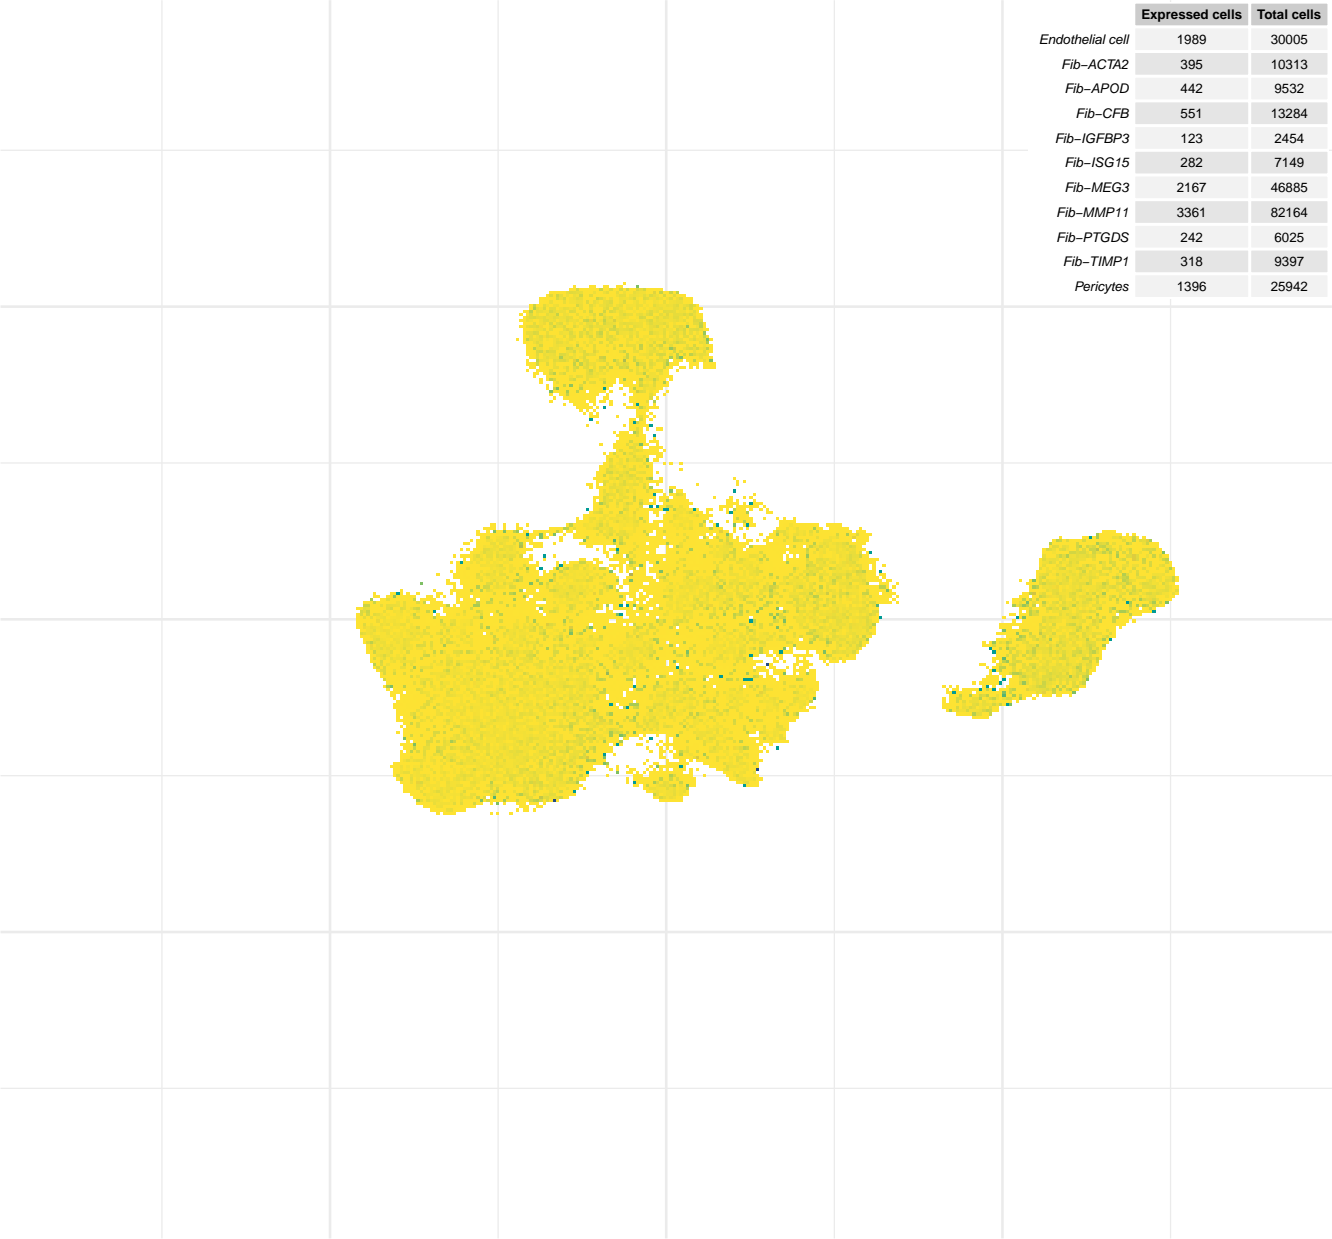 Expressed cells Total cells
Endothelial cell 1989 30005
Fib−ACTA2 395 10313
Fib−APOD 442 9532
Fib−CFB 551 13284
Fib−IGFBP3 123 2454
Fib−ISG15 282 7149
Fib−MEG3 2167 46885
Fib−MMP11 3361 82164
Fib−PTGDS 242 6025
Fib−TIMP1 318 9397
Pericytes 1396 25942